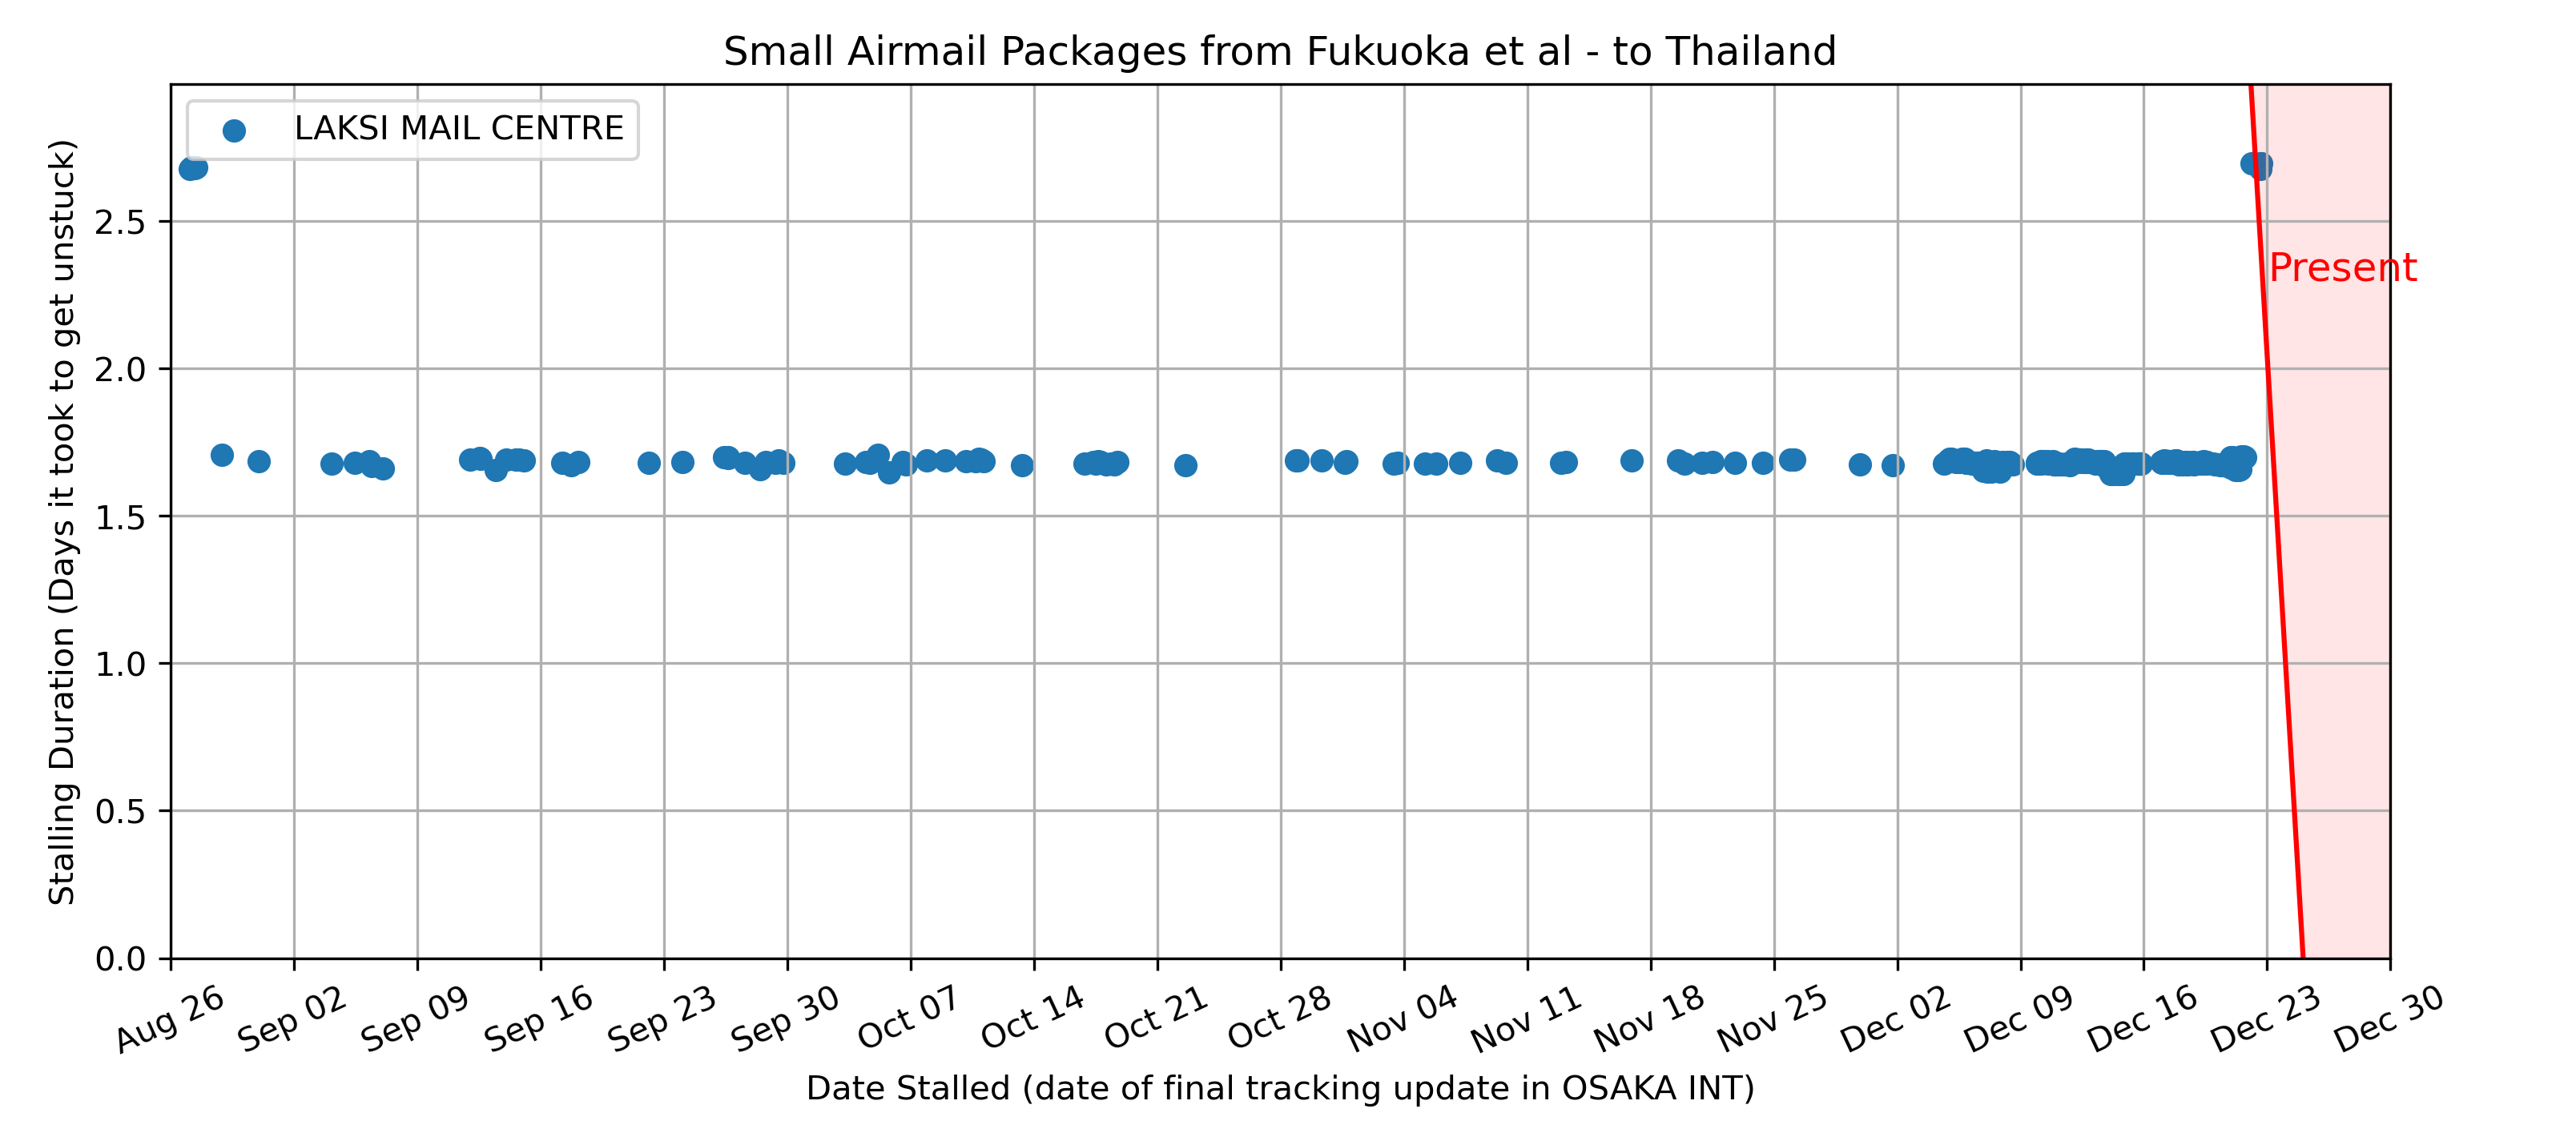 Small Airmail Packages from Fukuoka et al - to Thailand
LAKSI MAIL CENTRE
Stalling Duration (Days it took to get unstuck)
2.5
2.0
1.5
1.0
0.5
0.0
Present
Aug 26
Sep 02
Sep 09
Sep 16
Sep 23
Sep 30
Oct 07
Oct 14
Oct 21
Oct 28
Nov 04
Nov 11
Nov 18
Nov 25
Dec 02
Dec 09
Dec 16
Dec 23
Dec 30
Date Stalled (date of final tracking update in OSAKA INT)